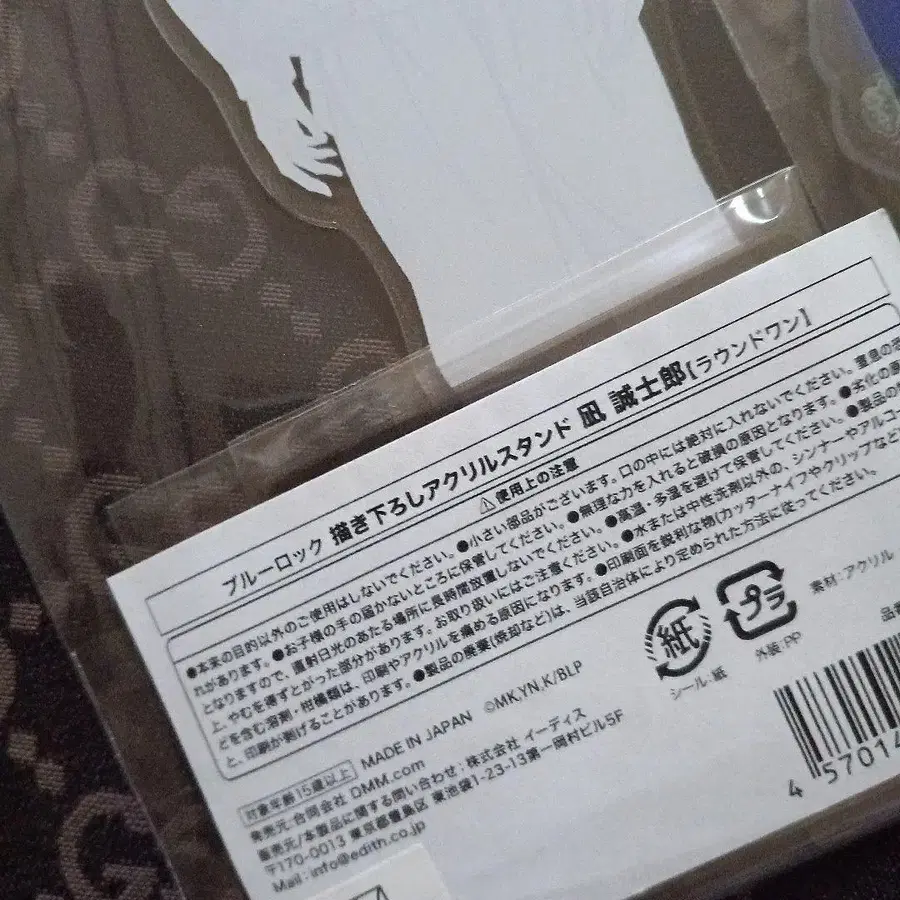 ブルーロック 描き下ろしアクリルスタンド 凪 誠士郎【ラウンドワン】
⚠使用上の注意
●本来の目的以外のご使用はしないでください。●小さい部品がございます。口の中には絶対に入れないでください。窒息の
れがあります。●お子様の手の届かないところに保管してください。●無理な力を入れると破損の原因となります。●劣化の原
となりますので、直射日光のあたる場所に長時間放置しないでください。●高温・多湿を避けて保管してください。●製品の
上、やむを得ずとがった部分があります。お取り扱いにはご注意ください。●水または中性洗剤以外の、シンナーやアルコー
どを含む溶剤・柑橘類は、印刷やアクリルを痛める原因になります。●印刷面を鋭利な物(カッターナイフやクリップなど
と、印刷が剥げることがあります。●製品の廃棄(焼却など)は、当該自治体により定められた方法に従ってください。
対象年齢15歳以上 MADE IN JAPAN ©MK,YN,K/BLP
発売元:合同会社 DMM.com
販売元/本製品に関する問い合わせ:株式会社 イーディス
〒170-0013 東京都豊島区 東池袋1-23-13第一岡村ビル5F
Mail:info@edith.co.jp
紙
シール:紙
プラ
外装:PP
素材:アクリル
品番
4 57014